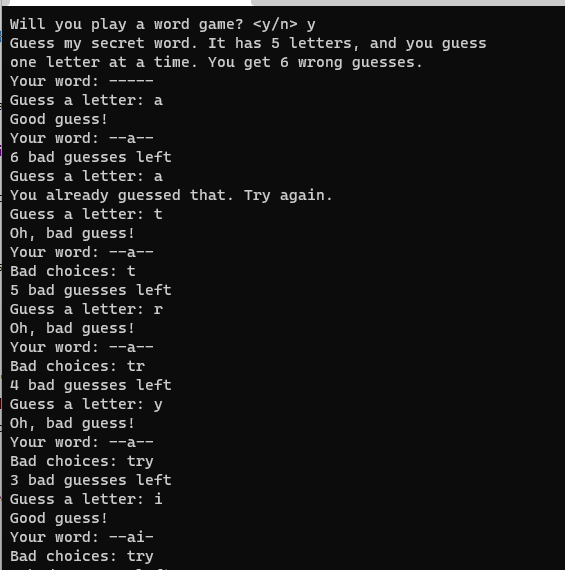 Will you play a word game? <y/n> y
Guess my secret word. It has 5 letters, and you guess
one letter at a time. You get 6 wrong guesses.
Your word: -----
Guess a letter: a
Good guess!
Your word: --a--
6 bad guesses left
Guess a letter: a
You already guessed that. Try again.
Guess a letter: t
Oh, bad guess!
Your word: --a--
Bad choices: t
5 bad guesses left
Guess a letter: r
Oh, bad guess!
Your word: --a--
Bad choices: tr
4 bad guesses left
Guess a letter: y
Oh, bad guess!
Your word: --a--
Bad choices: try
3 bad guesses left
Guess a letter: i
Good guess!
Your word: --ai-
Bad choices: try